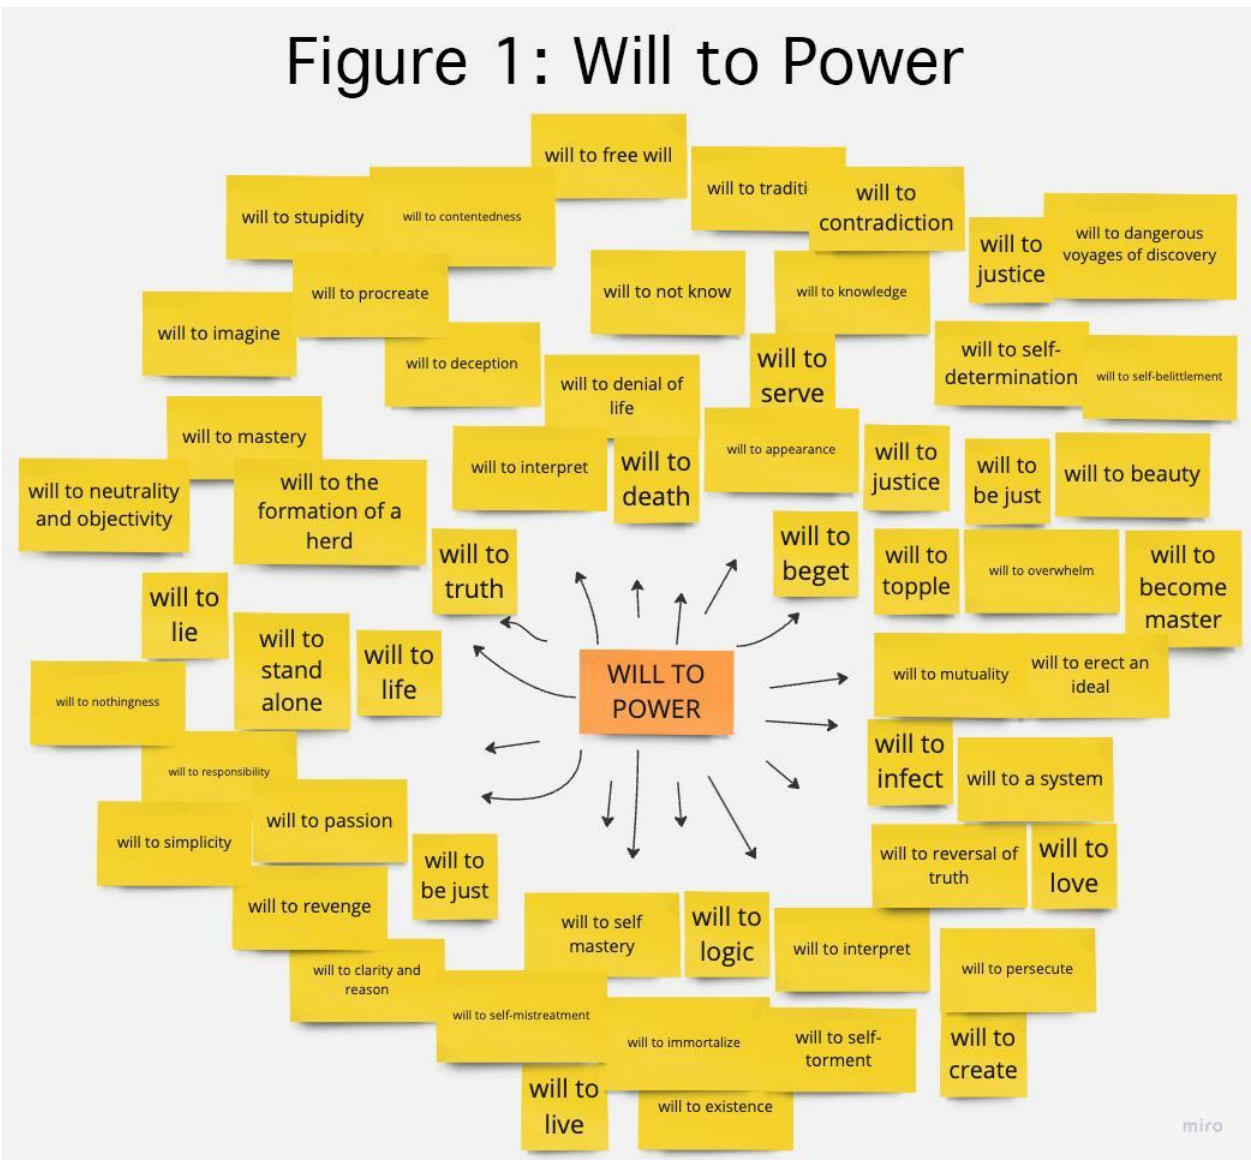 Figure 1: Will to Power
will to free will
will to traditi
will to
contradiction
will to stupidity
will to contentedness
will to
justice
will to dangerous
voyages of discovery
will to procreate
will to not know
will to knowledge
will to imagine
will to deception
will to denial of
life
will to
serve
will to self-
determination
will to self-belittlement
will to mastery
will to interpret
will to
death
will to appearance
will to
justice
will to
be just
will to beauty
will to neutrality
and objectivity
will to the
formation of a
herd
will to
truth
will to
beget
will to
topple
will to overwhelm
will to
become
master
will to
lie
will to
stand
alone
will to
life
WILL TO
POWER
will to mutuality
will to erect an
ideal
will to nothingness
will to
infect
will to a system
will to responsibility
will to simplicity
will to passion
will to
be just
will to reversal of
truth
will to
love
will to revenge
will to self
mastery
will to
logic
will to interpret
will to persecute
will to clarity and
reason
will to self-mistreatment
will to immortalize
will to self-
torment
will to
create
will to
live
will to existence
miro